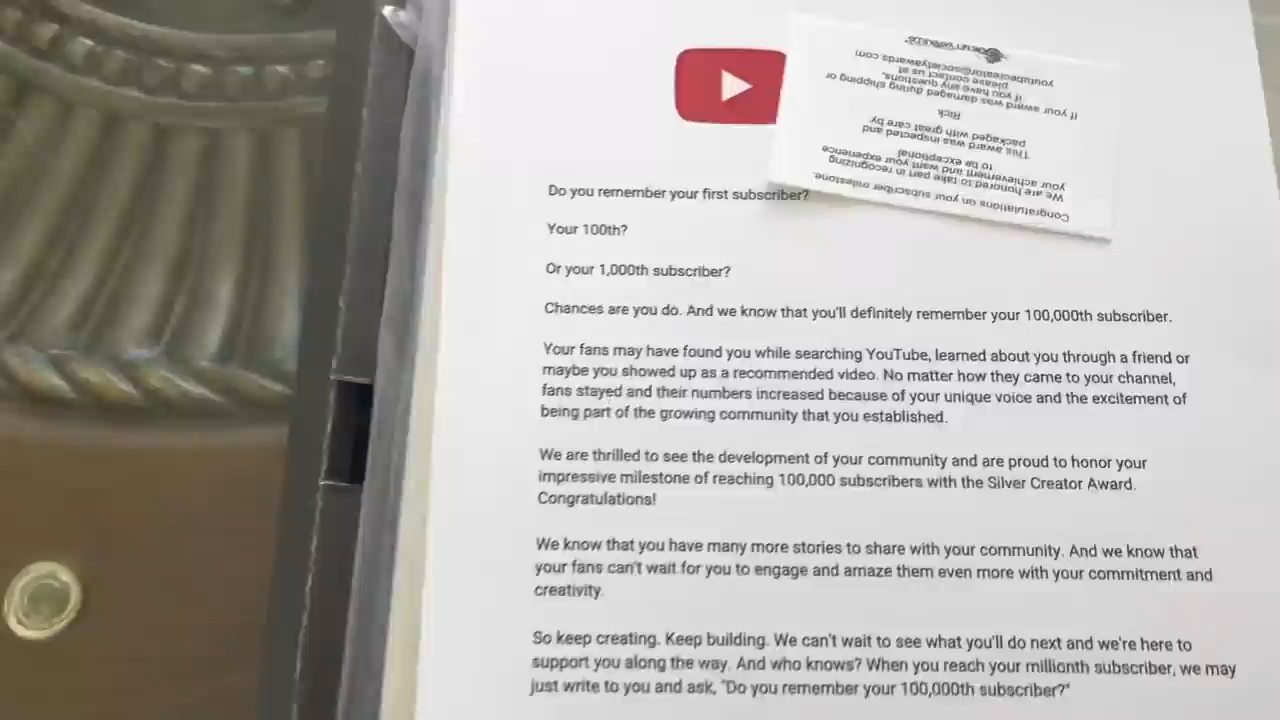 Do you remember your first subscriber?
Your 100th?
Or your 1,000th subscriber?
Chances are you do. And we know that you'll definitely remember your 100,000th subscriber.
Your fans may have found you while searching YouTube, learned about you through a friend or
maybe you showed up as a recommended video. No matter how they came to your channel,
fans stayed and their numbers increased because of your unique voice and the excitement of
being part of the growing community that you established.
We are thrilled to see the development of your community and are proud to honor your
impressive milestone of reaching 100,000 subscribers with the Silver Creator Award.
Congratulations!
We know that you have many more stories to share with your community. And we know that
your fans can't wait for you to engage and amaze them even more with your commitment and
creativity.
So keep creating. Keep building. We can't wait to see what you'll do next and we're here to
support you along the way. And who knows? When you reach your millionth subscriber, we may
just write to you and ask, "Do you remember your 100,000th subscriber?"
Congratulations on your subscriber milestone.
We are honored to take part in recognizing
your achievement and want your experience
to be exceptional
This award was inspected and
packaged with great care by
Rick
If your award was damaged during shipping or
if you have any questions,
please contact us at
youtubecreator@societyawards.com